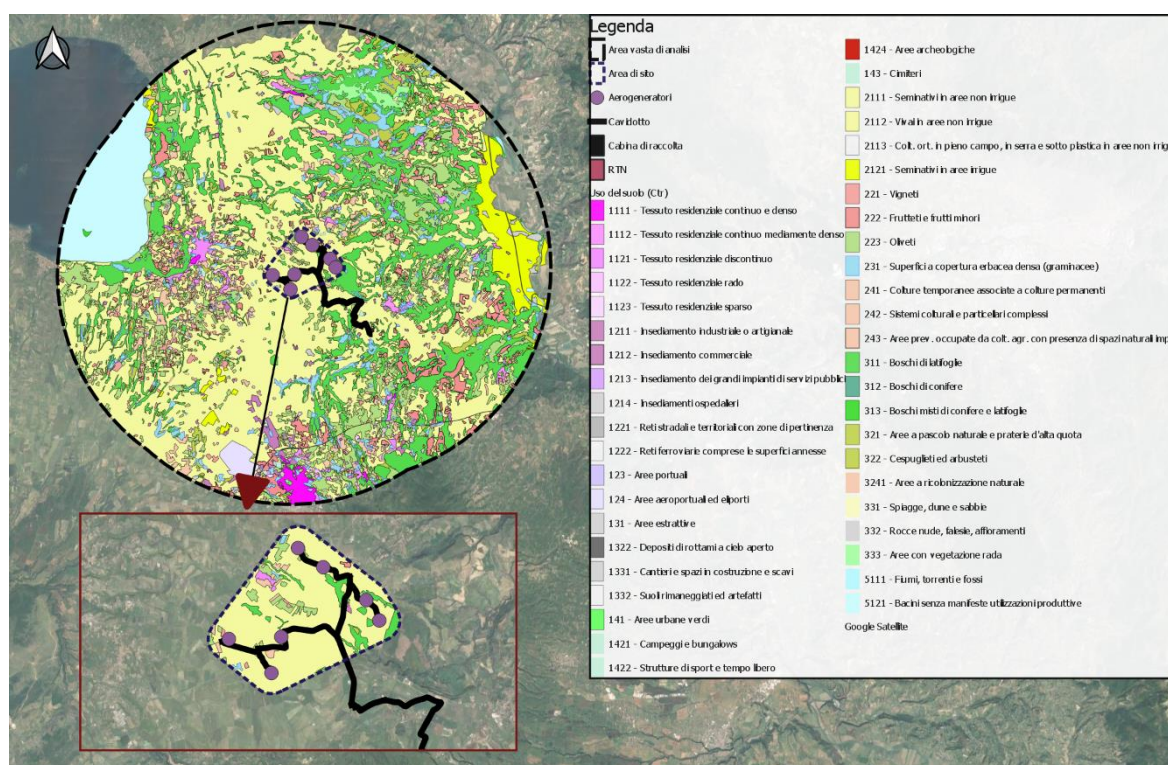 Legenda
Area vasta di analisi
Area di sito
Aerogeneratori
Cavidotto
Cabina di raccolta
RTN
Uso del suolo (Ctr)
1111 - Tessuto residenziale continuo e denso
1112 - Tessuto residenziale continuo mediamente denso
1121 - Tessuto residenziale discontinuo
1122 - Tessuto residenziale rado
1123 - Tessuto residenziale sparso
1211 - Insediamento industriale o artigianale
1212 - Insediamento commerciale
1213 - Insediamento dei grandi impianti di servizi pubblic
1214 - Insediamenti ospedalieri
1221 - Reti stradali e territoriali con zone di pertinenza
1222 - Reti ferroviarie comprese le superfici annesse
123 - Aree portuali
124 - Aree aeroportuali ed eliporti
131 - Aree estrattive
1322 - Depositi di rottami a cielo aperto
1331 - Cantieri e spazi in costruzione e scavi
1332 - Suoli rimaneggiati ed artefatti
141 - Aree urbane verdi
1421 - Campeggi e bungalows
1422 - Strutture di sport e tempo libero
1424 - Aree archeologiche
143 - Cimiteri
2111 - Seminativi in aree non irrigue
2112 - Vivai in aree non irrigue
2113 - Colt. ort. in pieno campo, in serra e sotto plastica in aree non irrig
2121 - Seminativi in aree irrigue
221 - Vigneti
222 - Frutteti e frutti minori
223 - Oliveti
231 - Superfici a copertura erbacea densa (graminacee)
241 - Colture temporanee associate a colture permanenti
242 - Sistemi colturali e particellari complessi
243 - Aree prev. occupate da colt. agr. con presenza di spazi naturali imp
311 - Boschi di latifoglie
312 - Boschi di conifere
313 - Boschi misti di conifere e latifoglie
321 - Aree a pascolo naturale e praterie d'alta quota
322 - Cespuglieti ed arbusteti
3241 - Aree a ricolonizzazione naturale
331 - Spiagge, dune e sabbie
332 - Rocce nude, falesie, affioramenti
333 - Aree con vegetazione rada
5111 - Fiumi, torrenti e fossi
5121 - Bacini senza manifeste utilizzazioni produttive
Google Satellite